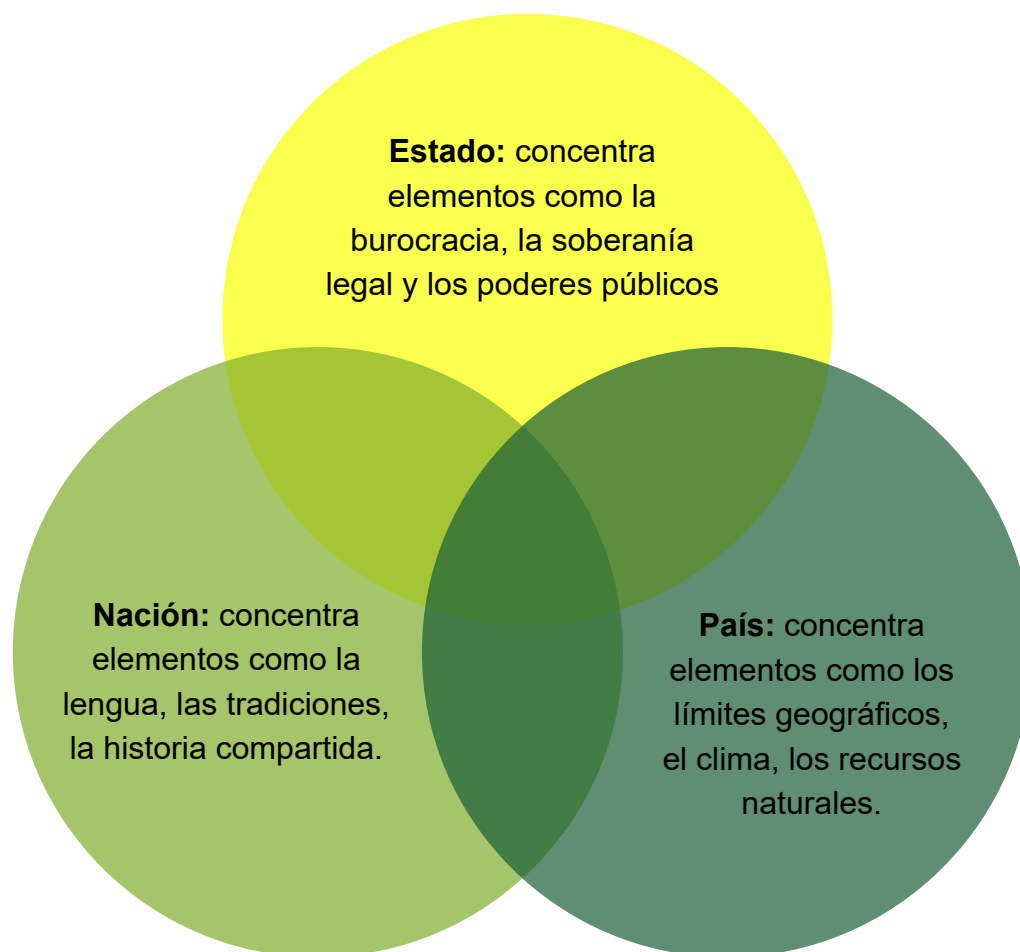 Estado: concentra
elementos como la
burocracia, la soberanía
legal y los poderes públicos
Nación: concentra
elementos como la
lengua, las tradiciones,
la historia compartida.
País: concentra
elementos como los
límites geográficos,
el clima, los recursos
naturales.